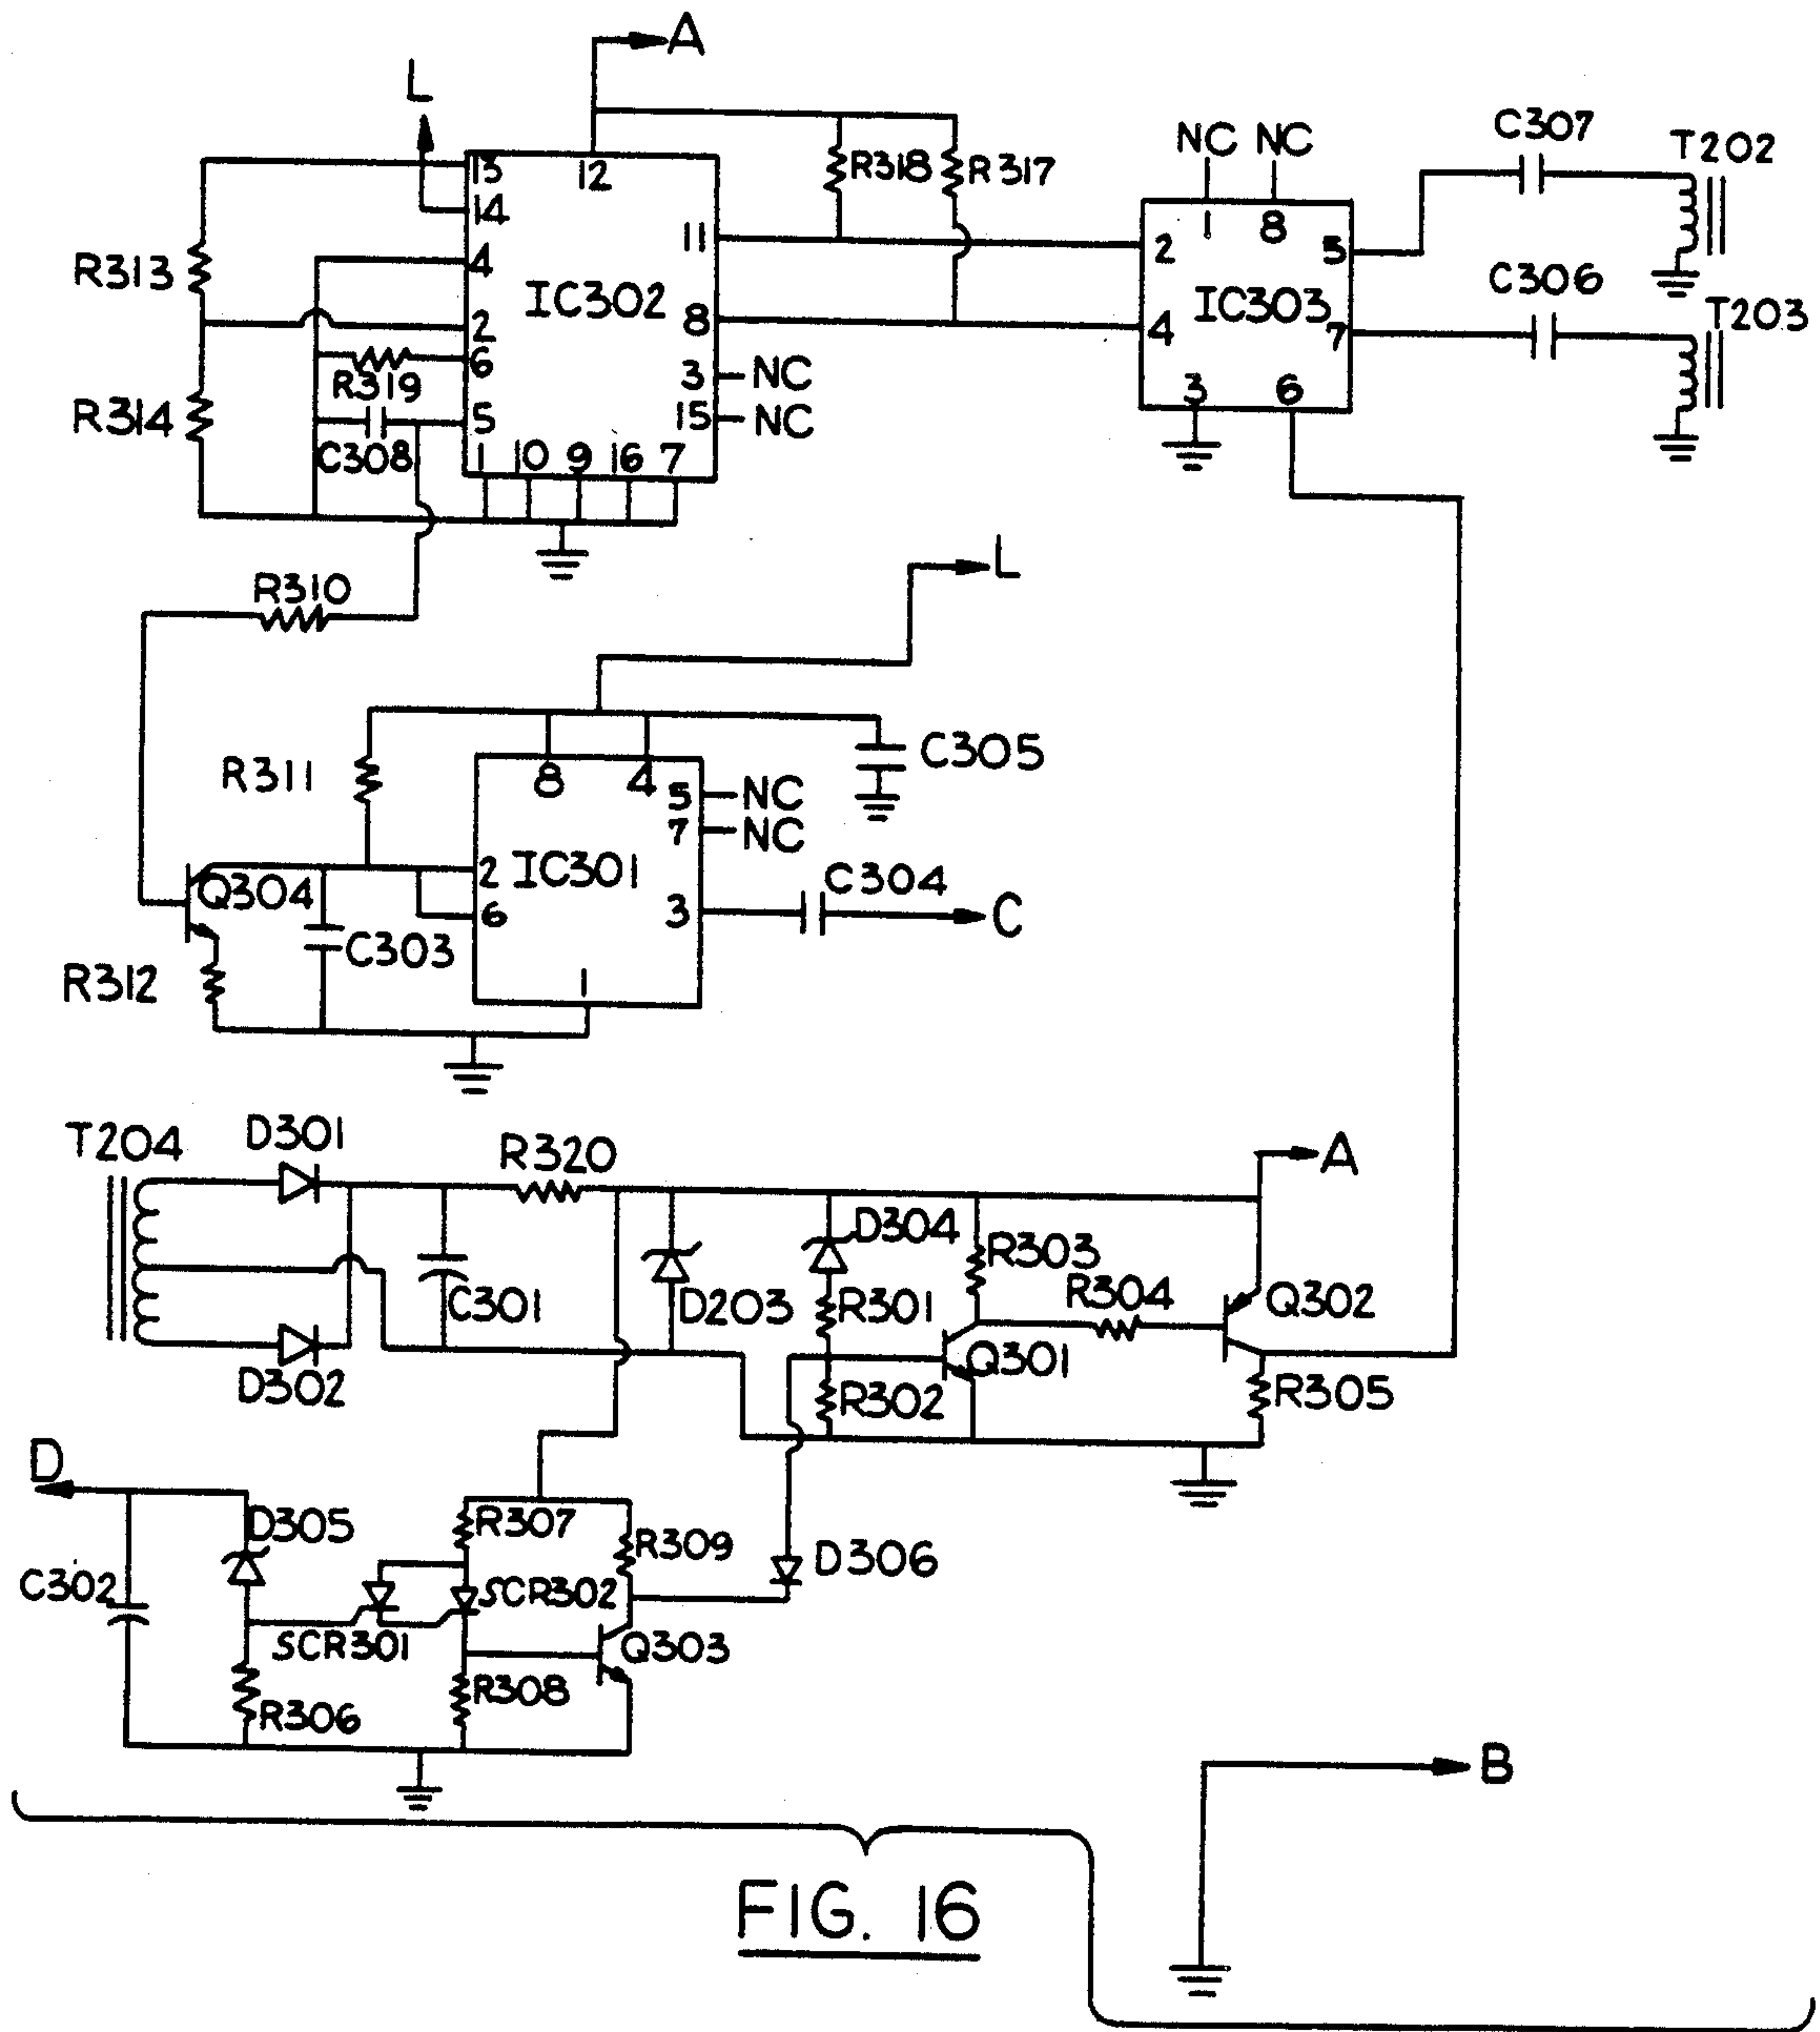 A
L
C307
T202
NC NC
R318 R317
13
12
14
1 8
11
2
5
4
R313
C306
IC302
IC303
T203
2
8
4
7
6
3 NC
R319
3 6
R314
15 NC
5
C308
1 10 9 16 7
R310
L
C305
R311
8 4
5 NC
7 NC
2 IC301
C304
Q304
6
3
C
C303
R312
1
T204
D301
R320
A
D304
R303
C301
D203
R301
R304
Q302
Q301
D302
R302
R305
D
D305
R307
R309
D306
C302
SCR302
SCR301
Q303
R308
R306
B
FIG. 16